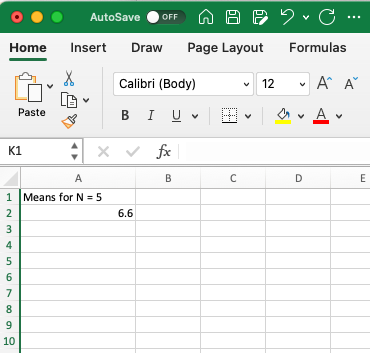 AutoSave OFF
Home Insert Draw Page Layout Formulas
Calibri (Body) 12 A A
Paste B I U A
K1 fx
A B C D E
1 Means for N = 5
2 6.6
3
4
5
6
7
8
9
10